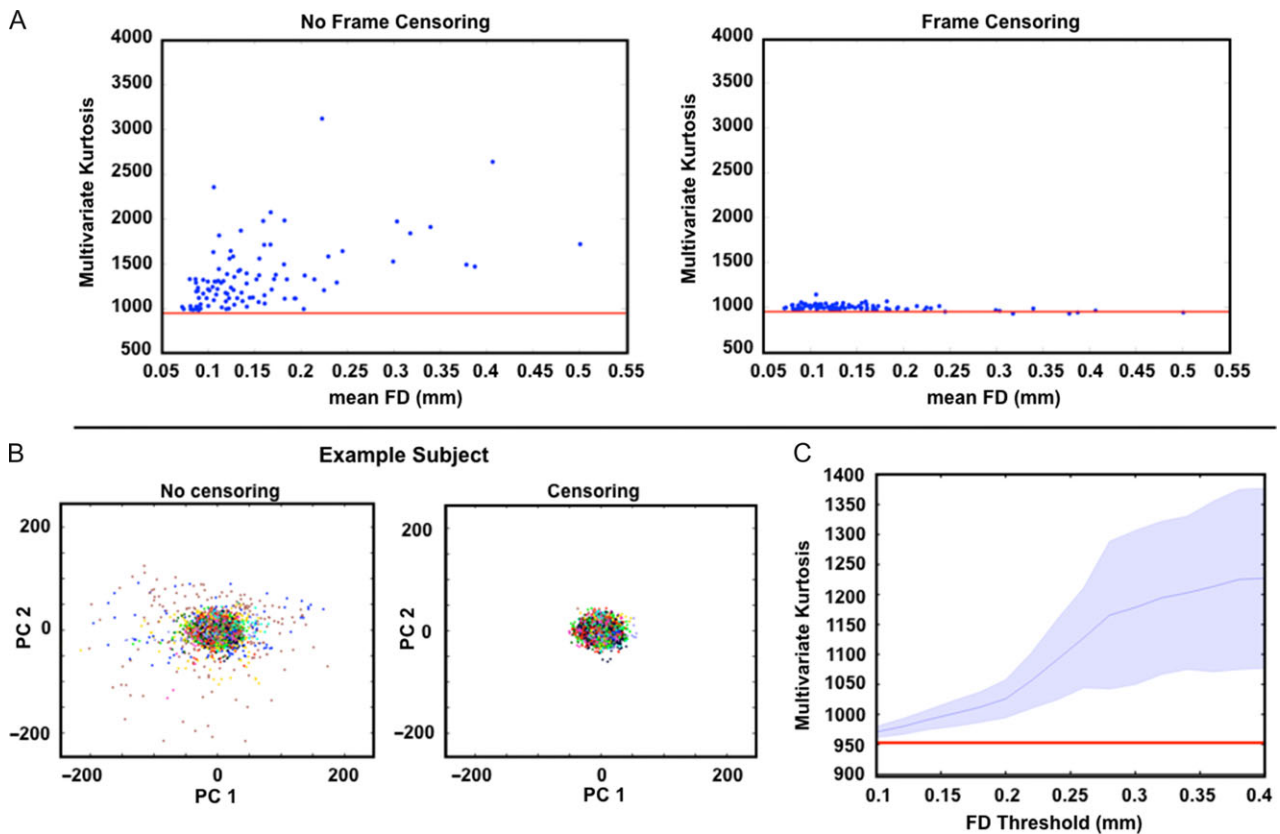 A
No Frame Censoring
Frame Censoring
Multivariate Kurtosis
4000
3500
3000
2500
2000
1500
1000
500
0.05 0.1 0.15 0.2 0.25 0.3 0.35 0.4 0.45 0.5 0.55
mean FD (mm)
Multivariate Kurtosis
4000
3500
3000
2500
2000
1500
1000
500
0.05 0.1 0.15 0.2 0.25 0.3 0.35 0.4 0.45 0.5 0.55
mean FD (mm)
B
Example Subject
No censoring
PC 2
200
0
−200
−200 0 200
PC 1
Censoring
PC 2
200
0
−200
−200 0 200
PC 1
C
Multivariate Kurtosis
1400
1350
1300
1250
1200
1150
1100
1050
1000
950
900
0.1 0.15 0.2 0.25 0.3 0.35 0.4
FD Threshold (mm)